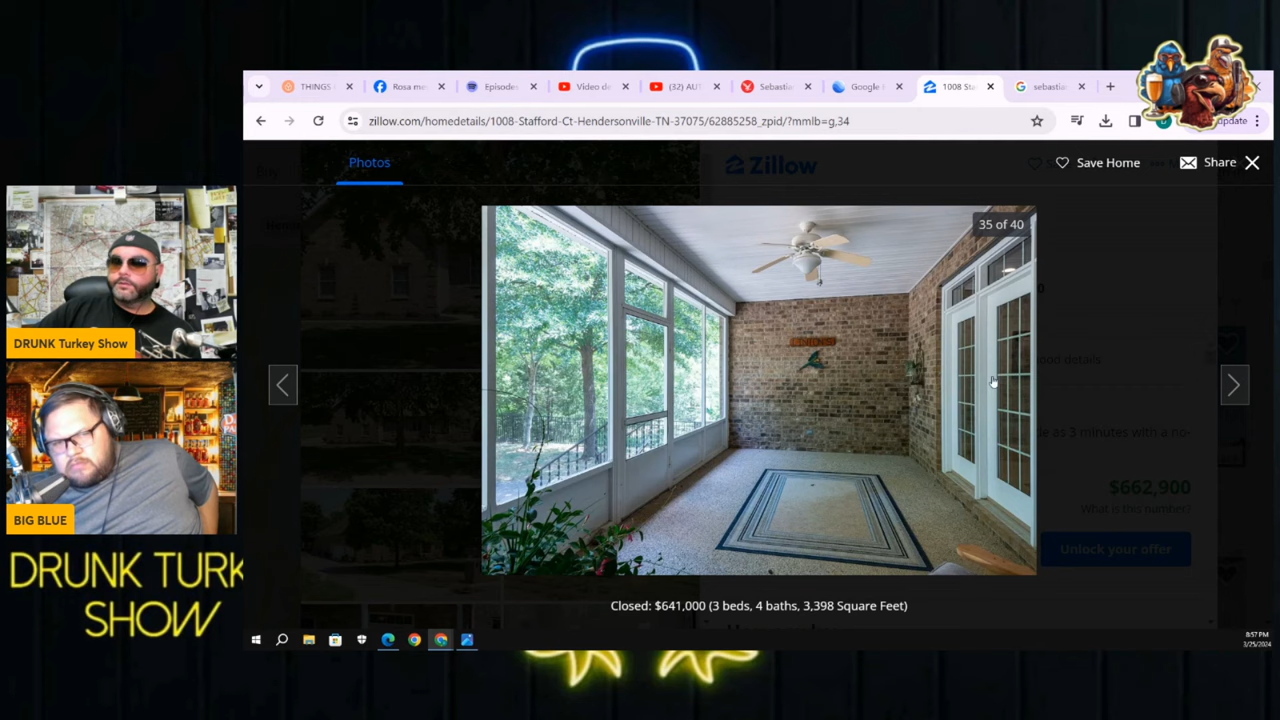 THINGS
Rosa me
Episodes
Video de
(32) AUT
Sebastia
Google
1008 Sta
sebastia
zillow.com/homedetails/1008-Stafford-Ct-Hendersonville-TN-37075/62885258_zpid/?mmlb=g,34
update
Photos
Zillow
Save Home
Share
35 of 40
DRUNK Turkey Show
$662,900
What is this number?
Unlock your offer
BIG BLUE
Closed: $641,000 (3 beds, 4 baths, 3,398 Square Feet)
DRUNK TURK
SHOW
8:57 PM
3/25/2024